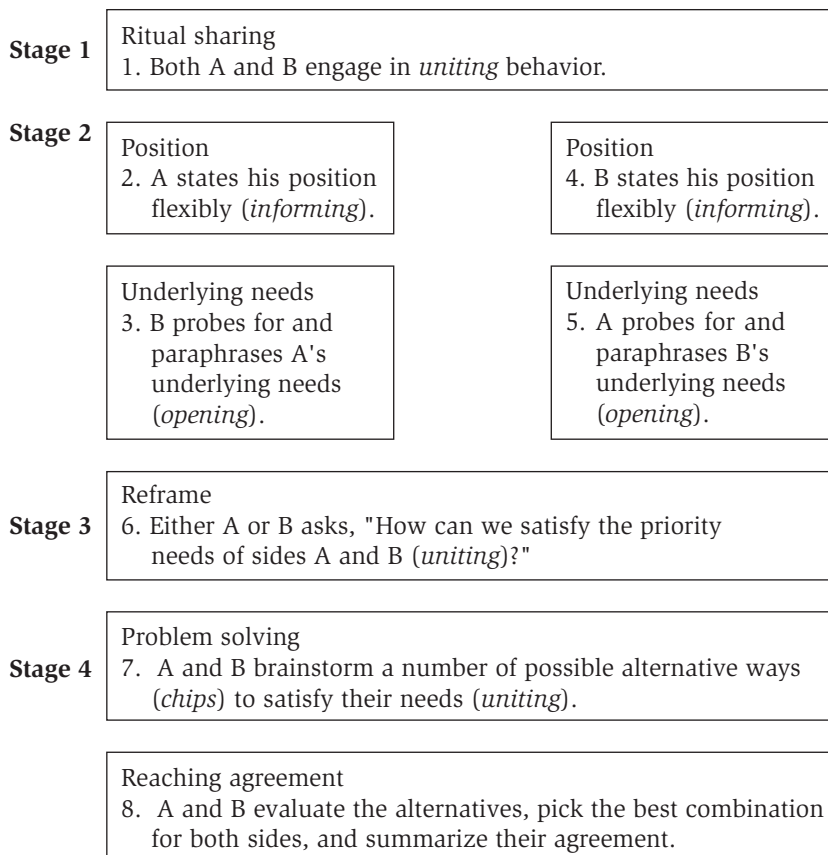 Stage 1
Ritual sharing
1. Both A and B engage in uniting behavior.
Stage 2
Position
2. A states his position
flexibly (informing).
Underlying needs
3. B probes for and
paraphrases A's
underlying needs
(opening).
Position
4. B states his position
flexibly (informing).
Underlying needs
5. A probes for and
paraphrases B's
underlying needs
(opening).
Stage 3
Reframe
6. Either A or B asks, "How can we satisfy the priority
needs of sides A and B (uniting)?"
Stage 4
Problem solving
7. A and B brainstorm a number of possible alternative ways
(chips) to satisfy their needs (uniting).
Reaching agreement
8. A and B evaluate the alternatives, pick the best combination
for both sides, and summarize their agreement.